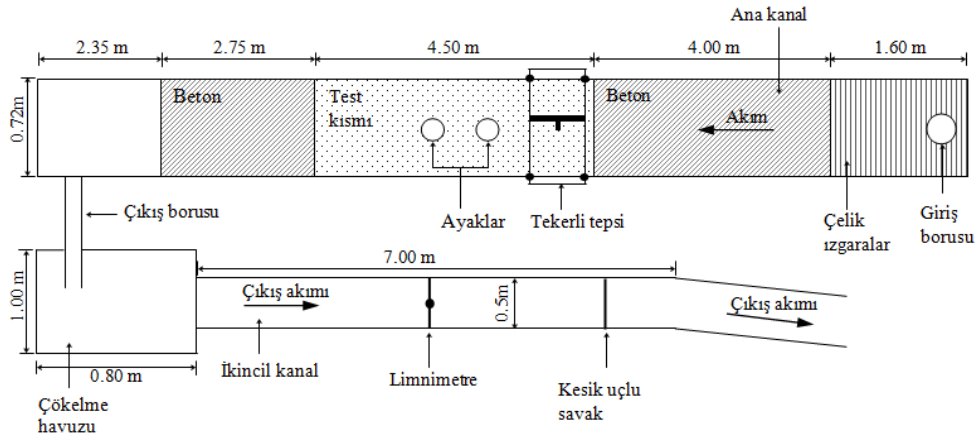 Ana kanal
2.35 m
2.75 m
4.50 m
4.00 m
1.60 m
0.72m
Beton
Test
kısmı
Beton
Akım
Çıkış borusu
Ayaklar
Tekerli tepsi
Çelik
ızgaralar
Giriş
borusu
7.00 m
1.00 m
Çıkış akımı
0.5m
Çıkış akımı
0.80 m
İkincil kanal
Limnimetre
Kesik uçlu
savak
Çökelme
havuzu